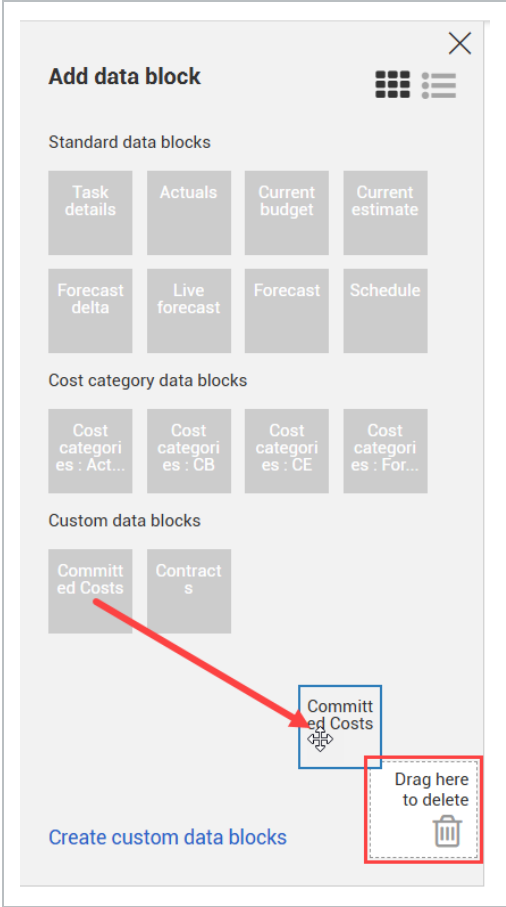 Add data block
Standard data blocks
Task
details
Actuals
Current
budget
Current
estimate
Forecast
delta
Live
forecast
Forecast
Schedule
Cost category data blocks
Cost
categori
es : Act...
Cost
categori
es : CB
Cost
categori
es : CE
Cost
categori
es : For...
Custom data blocks
Committ
ed Costs
Contract
s
Committ
ed Costs
Drag here
to delete
Create custom data blocks